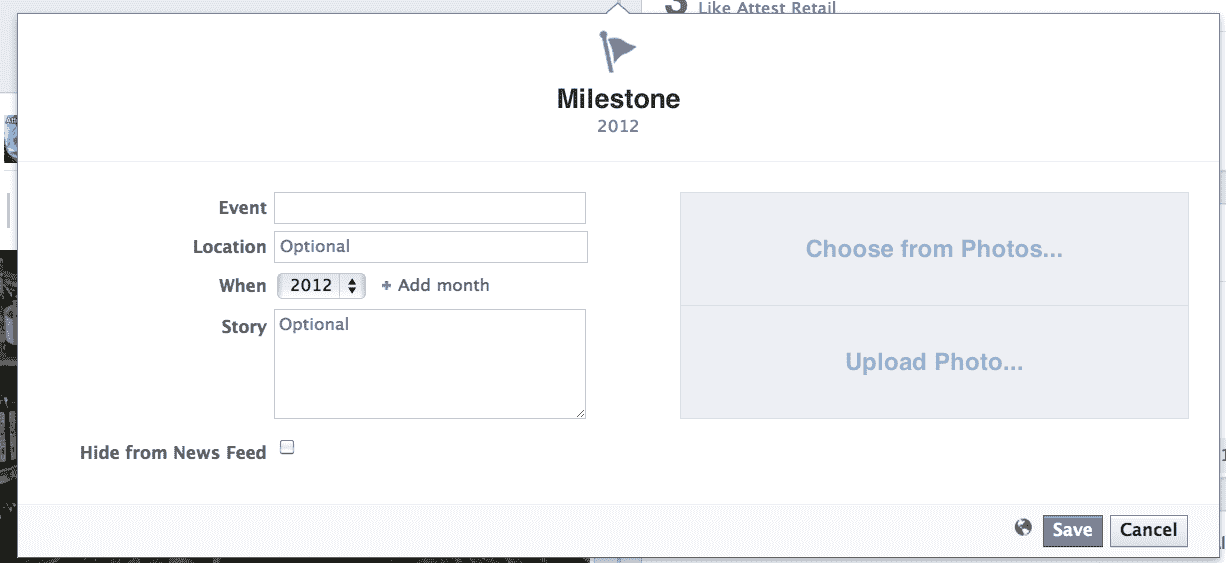 3 Like Attest Retail
Milestone
2012
Event
Location Optional
When 2012 + Add month
Story Optional
Choose from Photos...
Upload Photo...
Hide from News Feed
Save Cancel